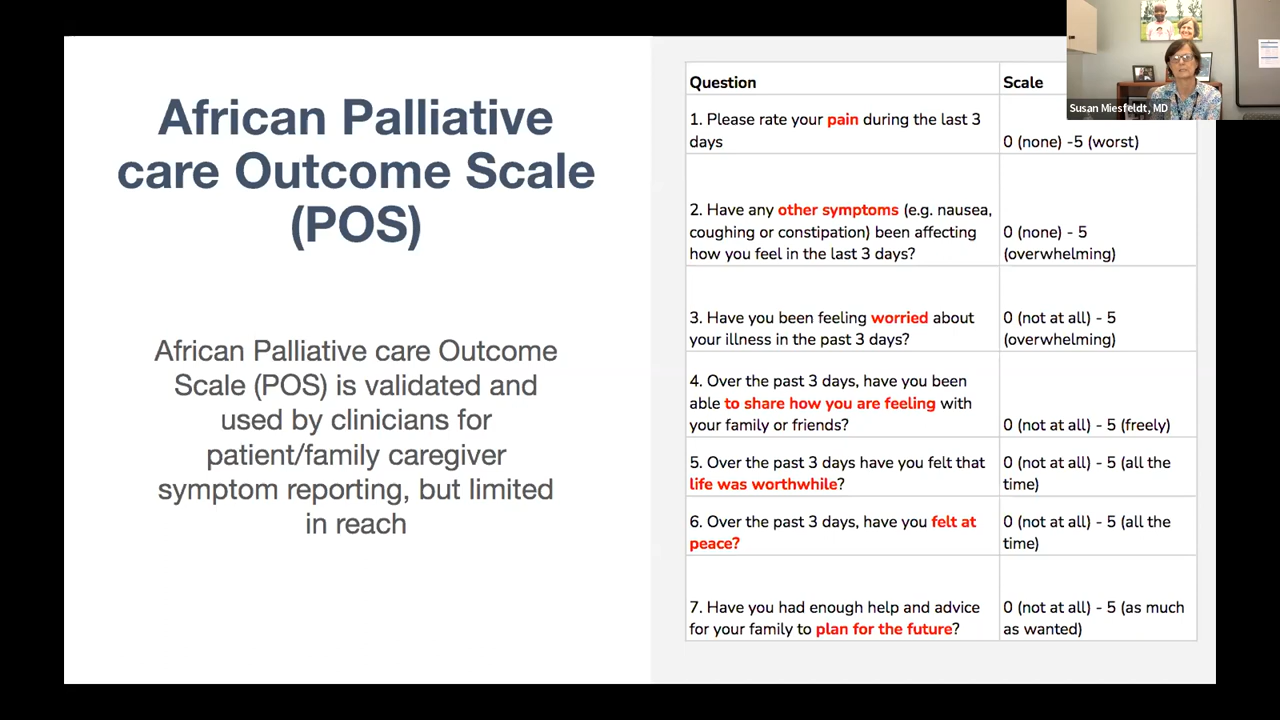 African Palliative
care Outcome Scale
(POS)
African Palliative care Outcome
Scale (POS) is validated and
used by clinicians for
patient/family caregiver
symptom reporting, but limited
in reach
Question
Scale
1. Please rate your pain during the last 3
days
0 (none) -5 (worst)
2. Have any other symptoms (e.g. nausea,
coughing or constipation) been affecting
how you feel in the last 3 days?
0 (none) - 5
(overwhelming)
3. Have you been feeling worried about
your illness in the past 3 days?
0 (not at all) - 5
(overwhelming)
4. Over the past 3 days, have you been
able to share how you are feeling with
your family or friends?
0 (not at all) - 5 (freely)
5. Over the past 3 days have you felt that
life was worthwhile?
0 (not at all) - 5 (all the
time)
6. Over the past 3 days, have you felt at
peace?
0 (not at all) - 5 (all the
time)
7. Have you had enough help and advice
for your family to plan for the future?
0 (not at all) - 5 (as much
as wanted)
Susan Miesfeldt, MD